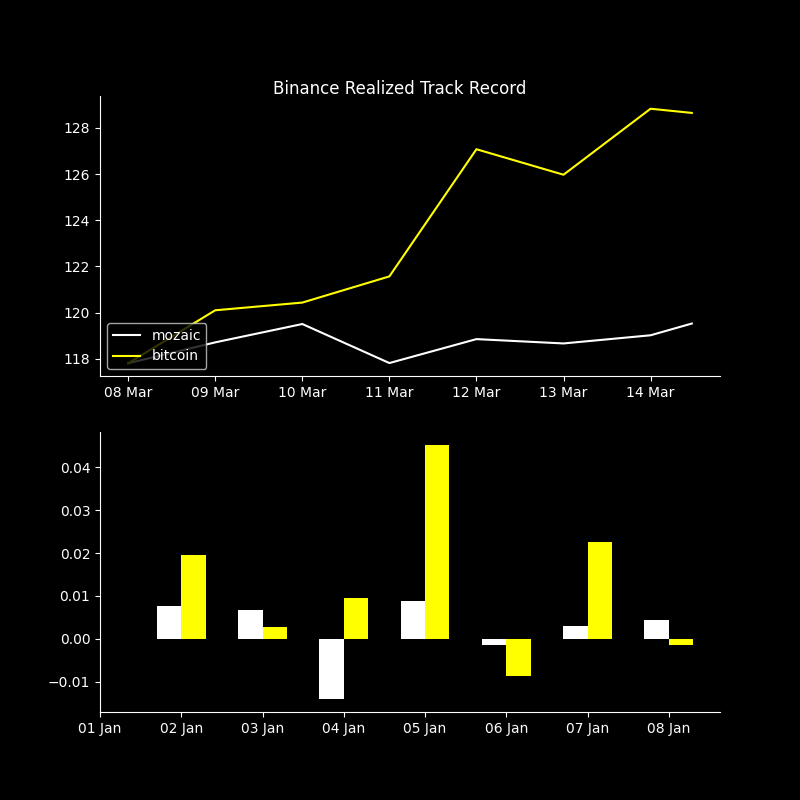 Binance Realized Track Record
128
126
124
122
120
118
mozaic
bitcoin
08 Mar 09 Mar 10 Mar 11 Mar 12 Mar 13 Mar 14 Mar
0.04
0.03
0.02
0.01
0.00
−0.01
01 Jan 02 Jan 03 Jan 04 Jan 05 Jan 06 Jan 07 Jan 08 Jan